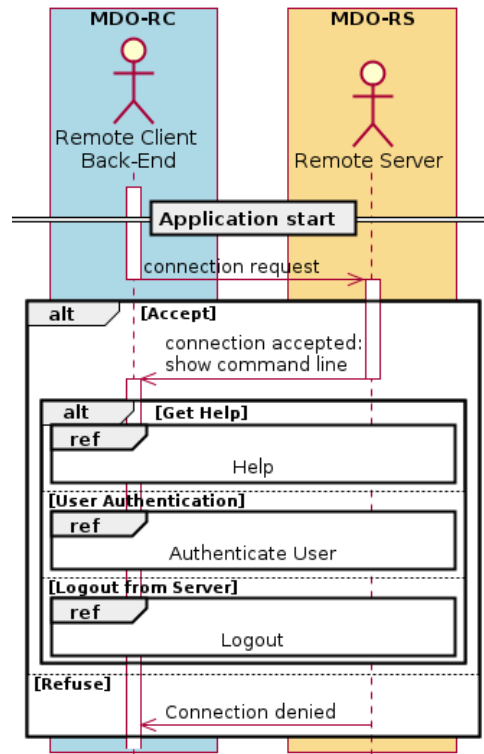 MDO-RC
MDO-RS
Remote Client
Back-End
Remote Server
Application start
connection request
alt
[Accept]
connection accepted:
show command line
alt
[Get Help]
ref
Help
[User Authentication]
ref
Authenticate User
[Logout from Server]
ref
Logout
[Refuse]
Connection denied